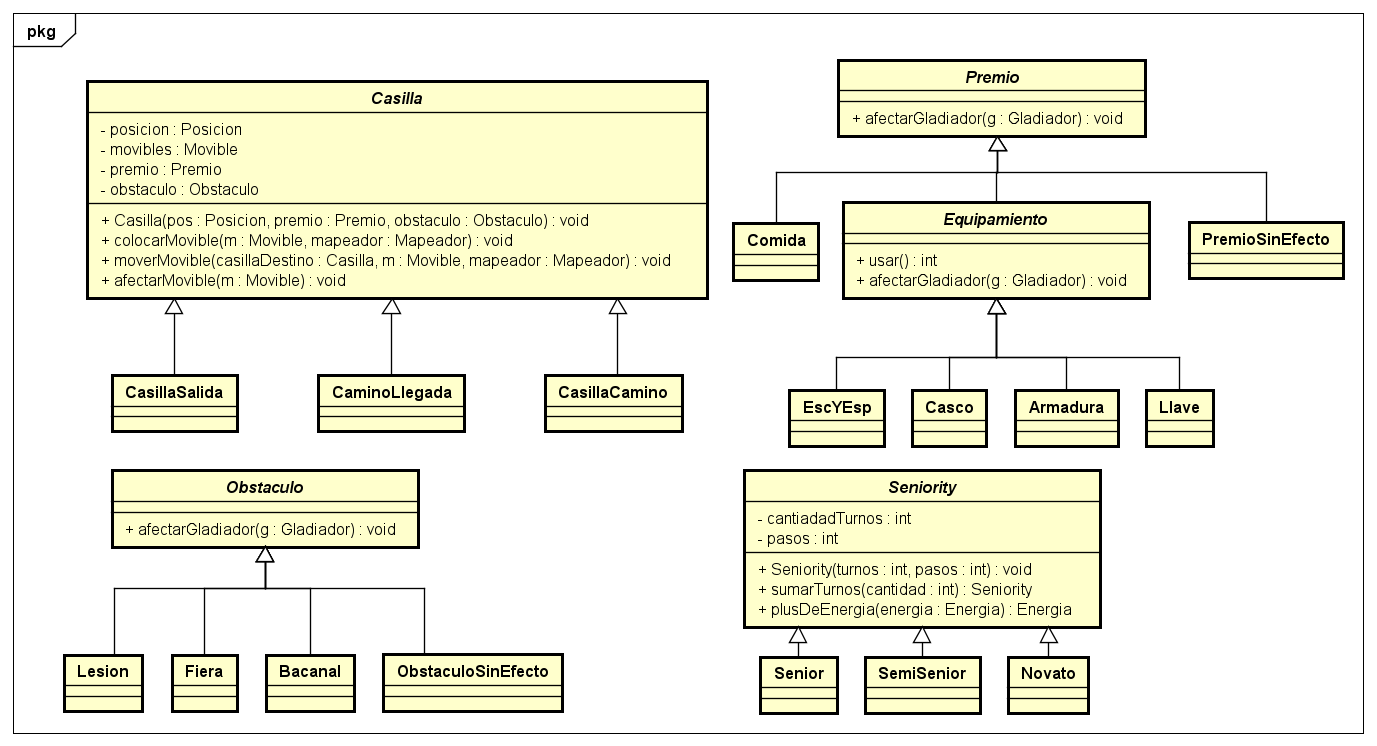 pkg
Casilla
- posicion : Posicion
- movibles : Movible
- premio : Premio
- obstaculo : Obstaculo
+ Casilla(pos : Posicion, premio : Premio, obstaculo : Obstaculo) : void
+ colocarMovible(m : Movible, mapeador : Mapeador) : void
+ moverMovible(casillaDestino : Casilla, m : Movible, mapeador : Mapeador) : void
+ afectarMovible(m : Movible) : void
CasillaSalida
CaminoLlegada
CasillaCamino
Premio
+ afectarGladiador(g : Gladiador) : void
Comida
Equipamiento
+ usar() : int
+ afectarGladiador(g : Gladiador) : void
PremioSinEfecto
EscYEsp
Casco
Armadura
Llave
Obstaculo
+ afectarGladiador(g : Gladiador) : void
Lesion
Fiera
Bacanal
ObstaculoSinEfecto
Seniority
- cantiadadTurnos : int
- pasos : int
+ Seniority(turnos : int, pasos : int) : void
+ sumarTurnos(cantidad : int) : Seniority
+ plusDeEnergia(energia : Energia) : Energia
Senior
SemiSenior
Novato